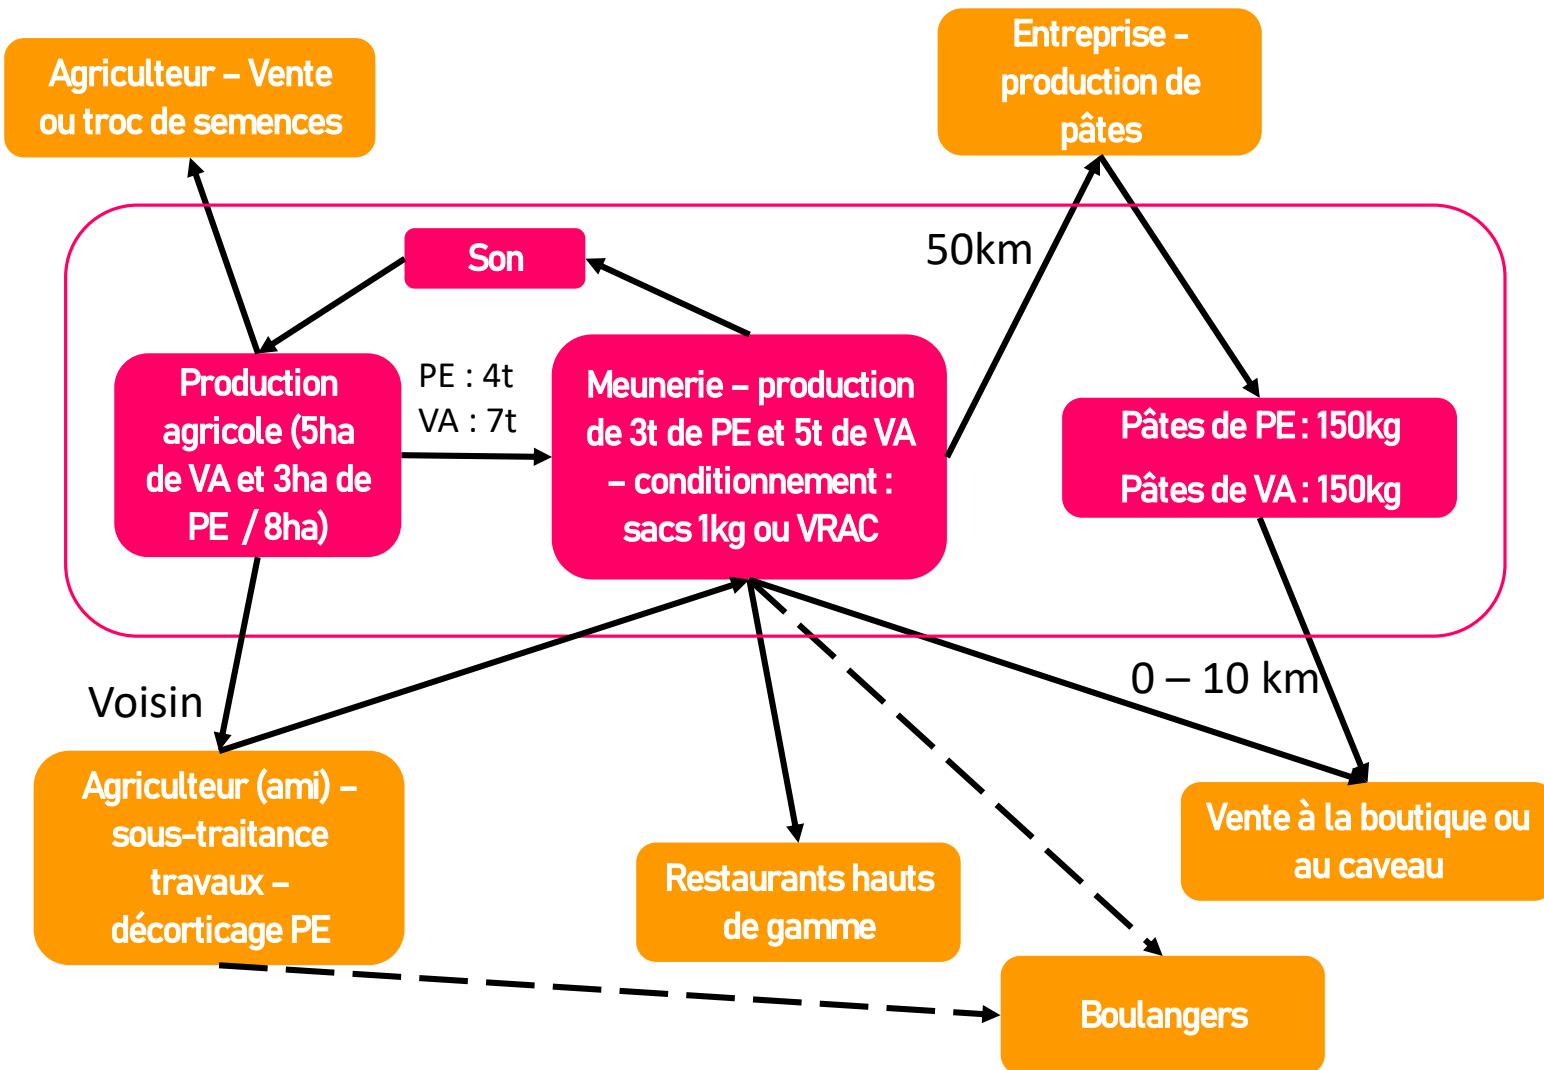 Agriculteur – Vente
ou troc de semences
Entreprise –
production de
pâtes
Son
50km
Production
agricole (5ha
de VA et 3ha de
PE / 8ha)
PE : 4t
VA : 7t
Meunerie – production
de 3t de PE et 5t de VA
– conditionnement :
sacs 1kg ou VRAC
Pâtes de PE : 150kg
Pâtes de VA : 150kg
Voisin
0 – 10 km
Agriculteur (ami) –
sous-traitance
travaux –
décorticage PE
Restaurants hauts
de gamme
Vente à la boutique ou
au caveau
Boulangers